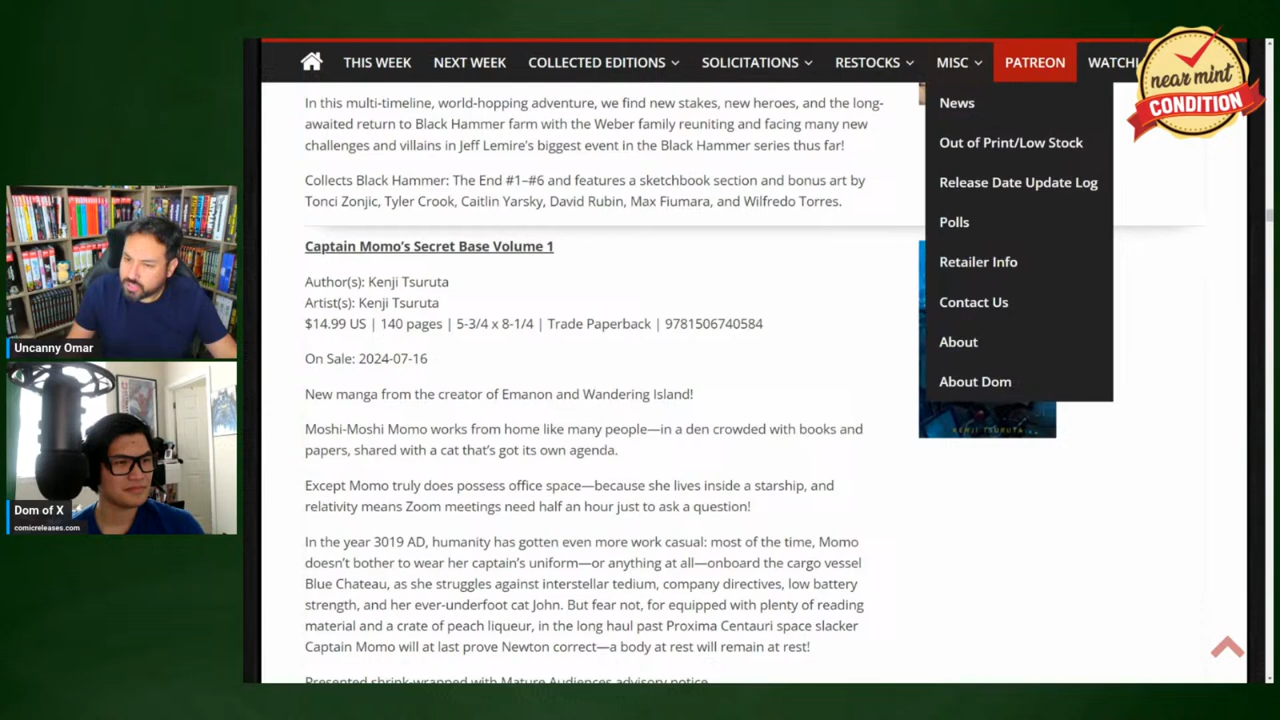 THIS WEEK NEXT WEEK COLLECTED EDITIONS SOLICITATIONS RESTOCKS MISC PATREON
near mint
CONDITION
News
Out of Print/Low Stock
Release Date Update Log
Polls
Retailer Info
Contact Us
About
About Dom
In this multi-timeline, world-hopping adventure, we find new stakes, new heroes, and the long-
awaited return to Black Hammer farm with the Weber family reuniting and facing many new
challenges and villains in Jeff Lemire's biggest event in the Black Hammer series thus far!
Collects Black Hammer: The End #1–#6 and features a sketchbook section and bonus art by
Tonci Zonjic, Tyler Crook, Caitlin Yarsky, David Rubin, Max Fiumara, and Wilfredo Torres.
Captain Momo's Secret Base Volume 1
Author(s): Kenji Tsuruta
Artist(s): Kenji Tsuruta
$14.99 US | 140 pages | 5-3/4 x 8-1/4 | Trade Paperback | 9781506740584
On Sale: 2024-07-16
New manga from the creator of Emanon and Wandering Island!
Moshi-Moshi Momo works from home like many people—in a den crowded with books and
papers, shared with a cat that's got its own agenda.
Except Momo truly does possess office space—because she lives inside a starship, and
relativity means Zoom meetings need half an hour just to ask a question!
In the year 3019 AD, humanity has gotten even more work casual: most of the time, Momo
doesn't bother to wear her captain's uniform—or anything at all—onboard the cargo vessel
Blue Chateau, as she struggles against interstellar tedium, company directives, low battery
strength, and her ever-underfoot cat John. But fear not, for equipped with plenty of reading
material and a crate of peach liqueur, in the long haul past Proxima Centauri space slacker
Captain Momo will at last prove Newton correct—a body at rest will remain at rest!
Presented shrink-wrapped with Mature Audiences advisory notice.
KENJI TSURUTA
Uncanny Omar
Dom of X
comicreleases.com